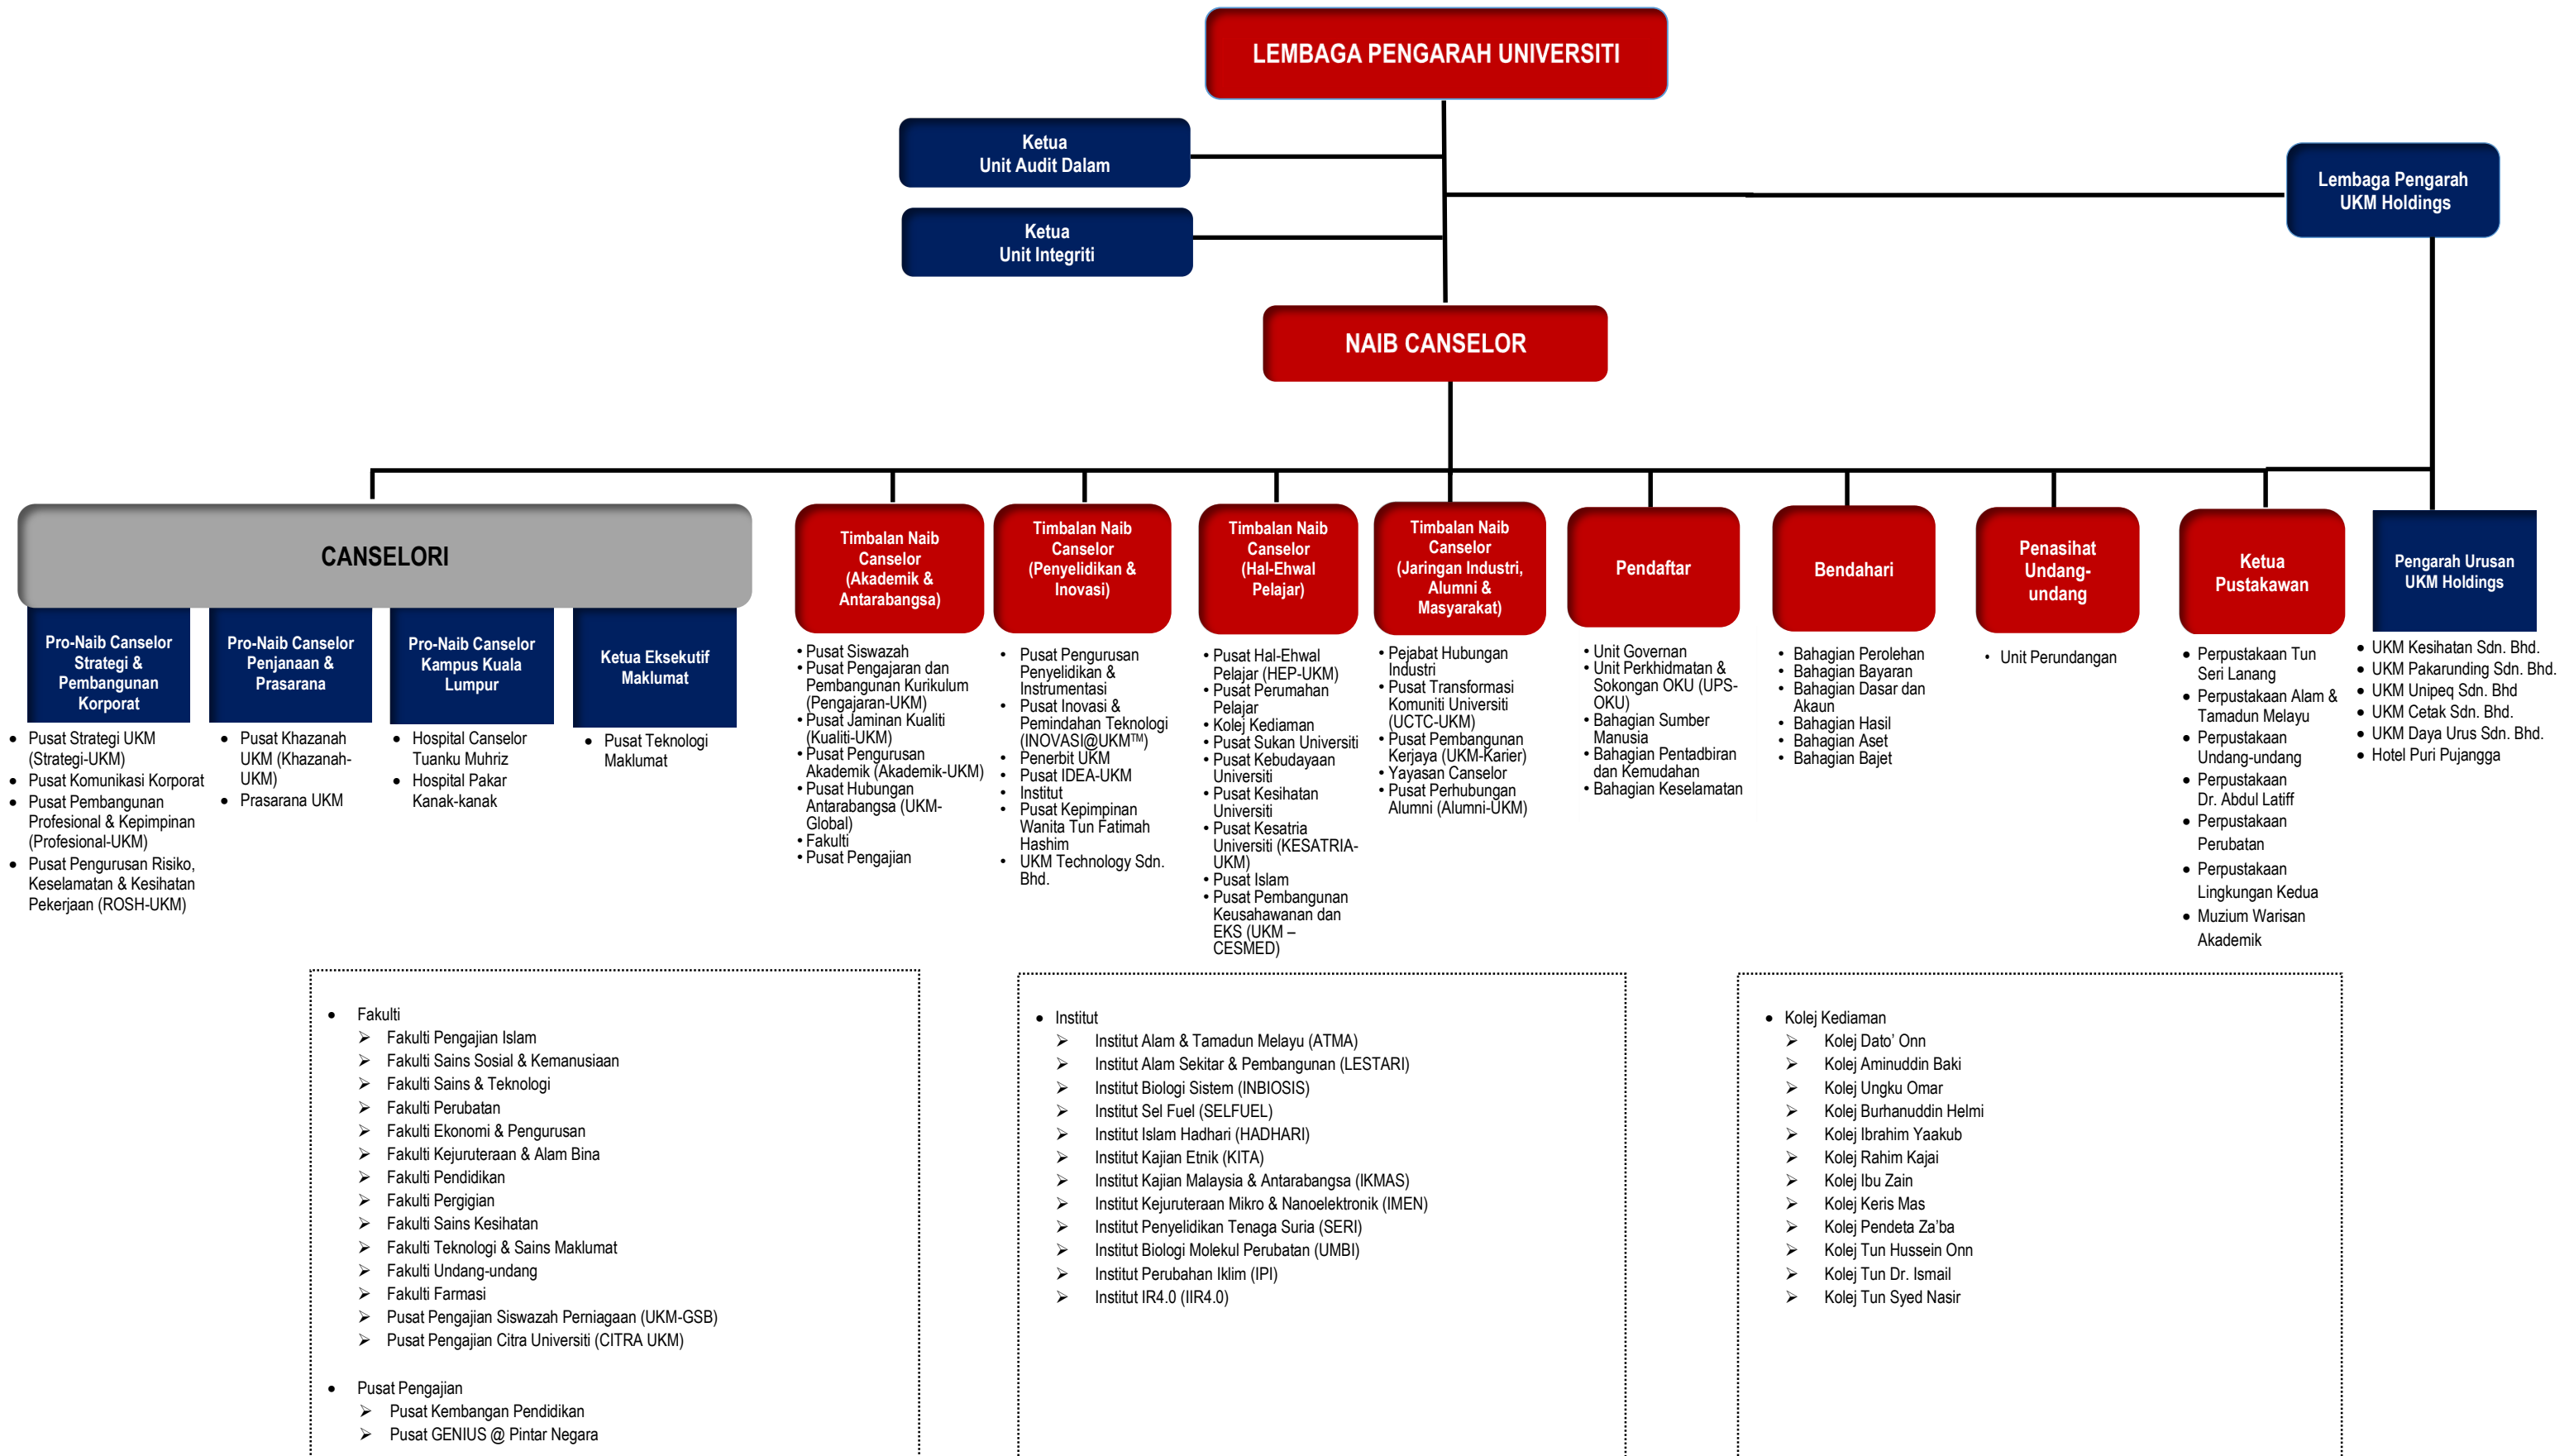 LEMBAGA PENGARAH UNIVERSITI
Ketua
Unit Audit Dalam
Lembaga Pengarah
UKM Holdings
Ketua
Unit Integriti
NAIB CANSELOR
CANSELORI
Pro-Naib Canselor
Strategi &
Pembangunan
Korporat
• Pusat Strategi UKM
(Strategi-UKM)
• Pusat Komunikasi Korporat
• Pusat Pembangunan
Profesional & Kepimpinan
(Profesional-UKM)
• Pusat Pengurusan Risiko,
Keselamatan & Kesihatan
Pekerjaan (ROSH-UKM)
Pro-Naib Canselor
Penjanaan &
Prasarana
• Pusat Khazanah
UKM (Khazanah-
UKM)
• Prasarana UKM
Pro-Naib Canselor
Kampus Kuala
Lumpur
• Hospital Canselor
Tuanku Muhriz
• Hospital Pakar
Kanak-kanak
Ketua Eksekutif
Maklumat
• Pusat Teknologi
Maklumat
Timbalan Naib
Canselor
(Akademik &
Antarabangsa)
• Pusat Siswazah
• Pusat Pengajaran dan
Pembangunan Kurikulum
(Pengajaran-UKM)
• Pusat Jaminan Kualiti
(Kualiti-UKM)
• Pusat Pengurusan
Akademik (Akademik-UKM)
• Pusat Hubungan
Antarabangsa (UKM-
Global)
• Fakulti
• Pusat Pengajian
Timbalan Naib
Canselor
(Penyelidikan &
Inovasi)
• Pusat Pengurusan
Penyelidikan &
Instrumentasi
• Pusat Inovasi &
Pemindahan Teknologi
(INOVASI@UKM™)
• Penerbit UKM
• Pusat IDEA-UKM
• Institut
• Pusat Kepimpinan
Wanita Tun Fatimah
Hashim
• UKM Technology Sdn.
Bhd.
Timbalan Naib
Canselor
(Hal-Ehwal
Pelajar)
• Pusat Hal-Ehwal
Pelajar (HEP-UKM)
• Pusat Perumahan
Pelajar
• Kolej Kediaman
• Pusat Sukan Universiti
• Pusat Kebudayaan
Universiti
• Pusat Kesihatan
Universiti
• Pusat Kesatria
Universiti (KESATRIA-
UKM)
• Pusat Islam
• Pusat Pembangunan
Keusahawanan dan
EKS (UKM –
CESMED)
Timbalan Naib
Canselor
(Jaringan Industri,
Alumni &
Masyarakat)
• Pejabat Hubungan
Industri
• Pusat Transformasi
Komuniti Universiti
(UCTC-UKM)
• Pusat Pembangunan
Kerjaya (UKM-Karier)
• Yayasan Canselor
• Pusat Perhubungan
Alumni (Alumni-UKM)
Pendaftar
• Unit Governan
• Unit Perkhidmatan &
Sokongan OKU (UPS-
OKU)
• Bahagian Sumber
Manusia
• Bahagian Pentadbiran
dan Kemudahan
• Bahagian Keselamatan
Bendahari
• Bahagian Perolehan
• Bahagian Bayaran
• Bahagian Dasar dan
Akaun
• Bahagian Hasil
• Bahagian Aset
• Bahagian Bajet
Penasihat
Undang-
undang
• Unit Perundangan
Ketua
Pustakawan
• Perpustakaan Tun
Seri Lanang
• Perpustakaan Alam &
Tamadun Melayu
• Perpustakaan
Undang-undang
• Perpustakaan
Dr. Abdul Latiff
• Perpustakaan
Perubatan
• Perpustakaan
Lingkungan Kedua
• Muzium Warisan
Akademik
Pengarah Urusan
UKM Holdings
• UKM Kesihatan Sdn. Bhd.
• UKM Pakarunding Sdn. Bhd.
• UKM Unipeq Sdn. Bhd
• UKM Cetak Sdn. Bhd.
• UKM Daya Urus Sdn. Bhd.
• Hotel Puri Pujangga
• Fakulti
➢ Fakulti Pengajian Islam
➢ Fakulti Sains Sosial & Kemanusiaan
➢ Fakulti Sains & Teknologi
➢ Fakulti Perubatan
➢ Fakulti Ekonomi & Pengurusan
➢ Fakulti Kejuruteraan & Alam Bina
➢ Fakulti Pendidikan
➢ Fakulti Pergigian
➢ Fakulti Sains Kesihatan
➢ Fakulti Teknologi & Sains Maklumat
➢ Fakulti Undang-undang
➢ Fakulti Farmasi
➢ Pusat Pengajian Siswazah Perniagaan (UKM-GSB)
➢ Pusat Pengajian Citra Universiti (CITRA UKM)
• Pusat Pengajian
➢ Pusat Kembangan Pendidikan
➢ Pusat GENIUS @ Pintar Negara
• Institut
➢ Institut Alam & Tamadun Melayu (ATMA)
➢ Institut Alam Sekitar & Pembangunan (LESTARI)
➢ Institut Biologi Sistem (INBIOSIS)
➢ Institut Sel Fuel (SELFUEL)
➢ Institut Islam Hadhari (HADHARI)
➢ Institut Kajian Etnik (KITA)
➢ Institut Kajian Malaysia & Antarabangsa (IKMAS)
➢ Institut Kejuruteraan Mikro & Nanoelektronik (IMEN)
➢ Institut Penyelidikan Tenaga Suria (SERI)
➢ Institut Biologi Molekul Perubatan (UMBI)
➢ Institut Perubahan Iklim (IPI)
➢ Institut IR4.0 (IIR4.0)
• Kolej Kediaman
➢ Kolej Dato’ Onn
➢ Kolej Aminuddin Baki
➢ Kolej Ungku Omar
➢ Kolej Burhanuddin Helmi
➢ Kolej Ibrahim Yaakub
➢ Kolej Rahim Kajai
➢ Kolej Ibu Zain
➢ Kolej Keris Mas
➢ Kolej Pendeta Za’ba
➢ Kolej Tun Hussein Onn
➢ Kolej Tun Dr. Ismail
➢ Kolej Tun Syed Nasir